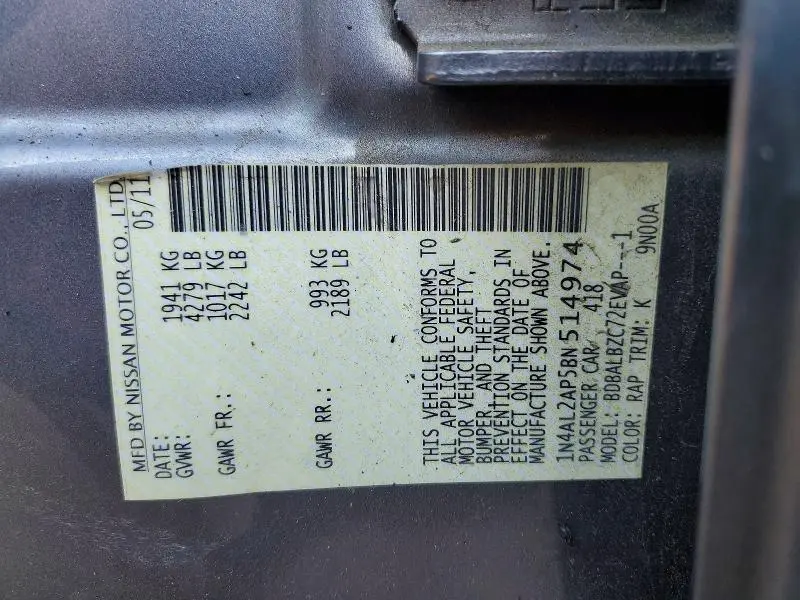 MFD BY NISSAN MOTOR CO., LTD.
DATE: 05/11
GVWR: 1941 KG
4279 LB
GAWR FR.: 1017 KG
2242 LB
GAWR RR.: 993 KG
2189 LB
THIS VEHICLE CONFORMS TO
ALL APPLICABLE FEDERAL
MOTOR VEHICLE SAFETY,
BUMPER, AND THEFT
PREVENTION STANDARDS IN
EFFECT ON THE DATE OF
MANUFACTURE SHOWN ABOVE.
1N4AL2AP5BN514974
PASSENGER CAR 418
MODEL: BDBALBZC72EVAP---1
COLOR: RAP TRIM: K 9N00A